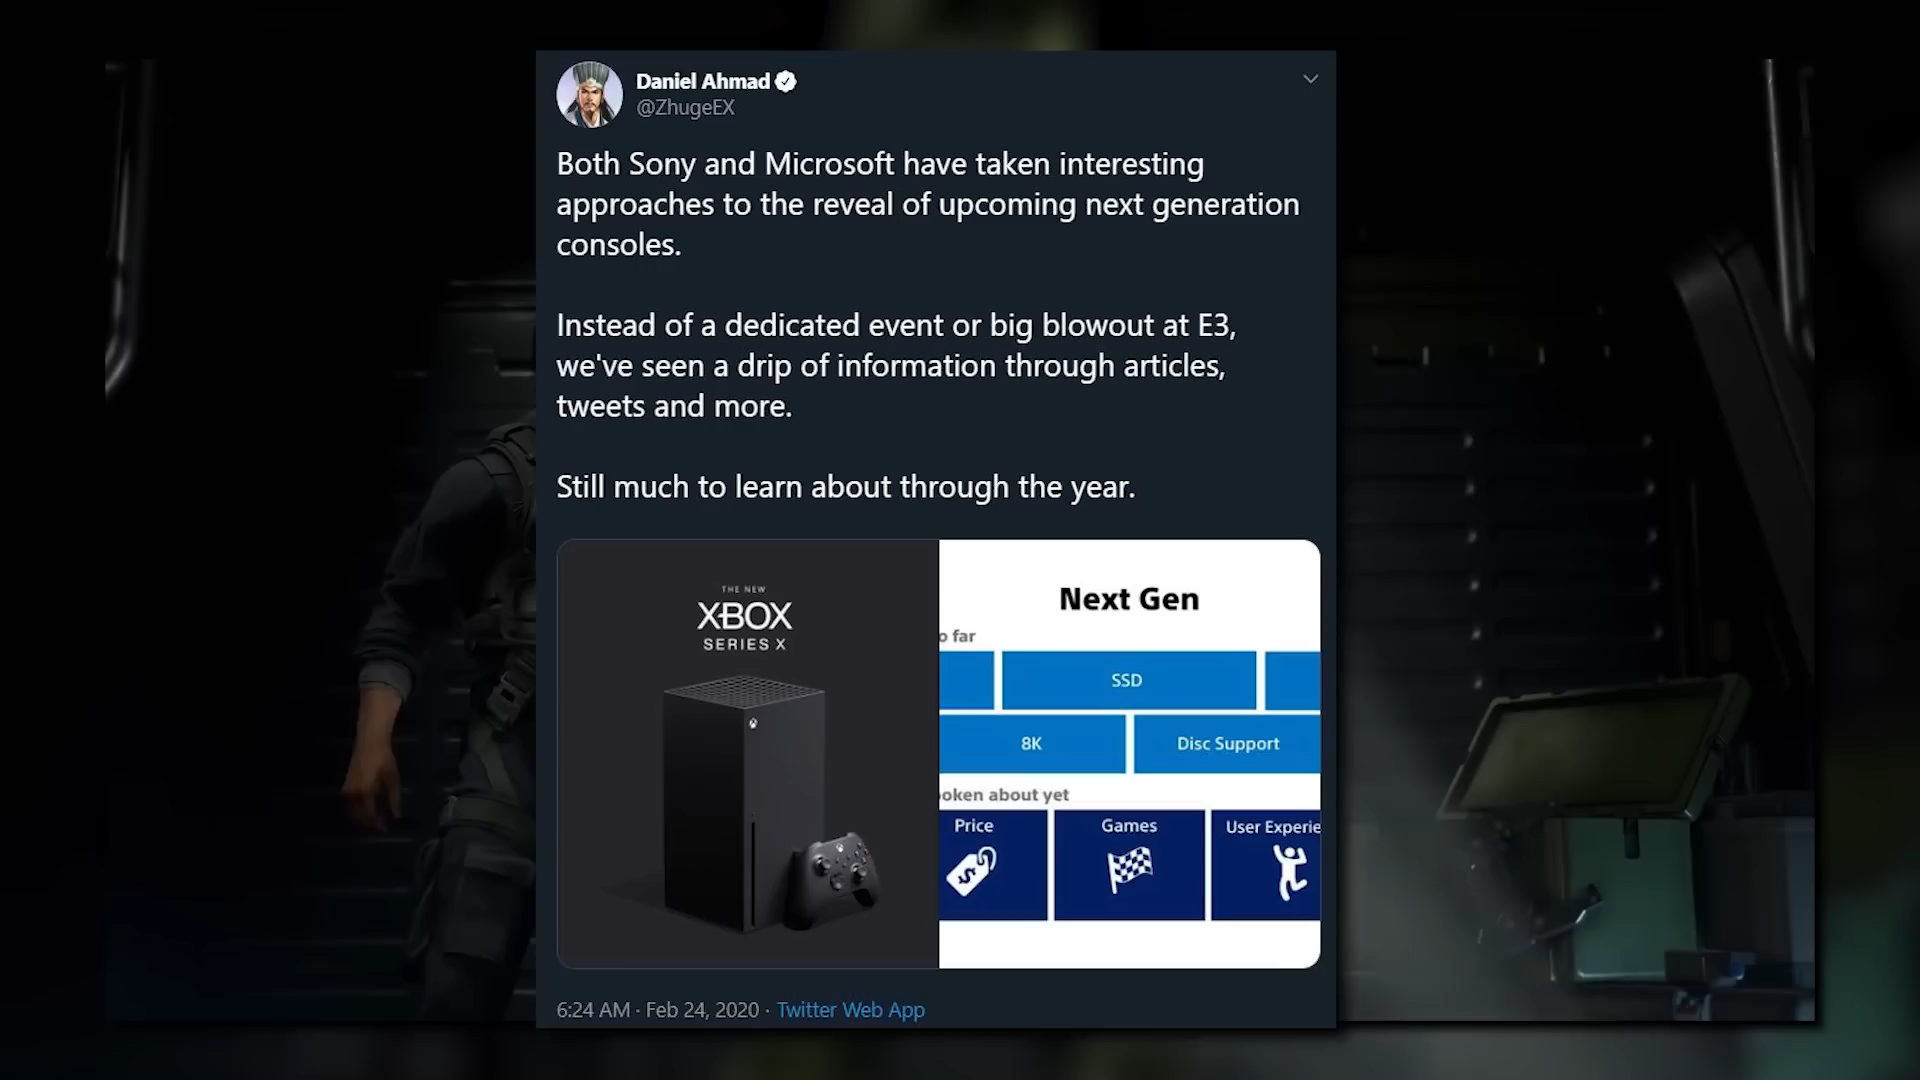 Daniel Ahmad
@ZhugeEX
Both Sony and Microsoft have taken interesting
approaches to the reveal of upcoming next generation
consoles.
Instead of a dedicated event or big blowout at E3,
we've seen a drip of information through articles,
tweets and more.
Still much to learn about through the year.
THE NEW
XBOX
SERIES X
Next Gen
o far
SSD
8K
Disc Support
oken about yet
Price
Games
User Experie
6:24 AM · Feb 24, 2020 · Twitter Web App